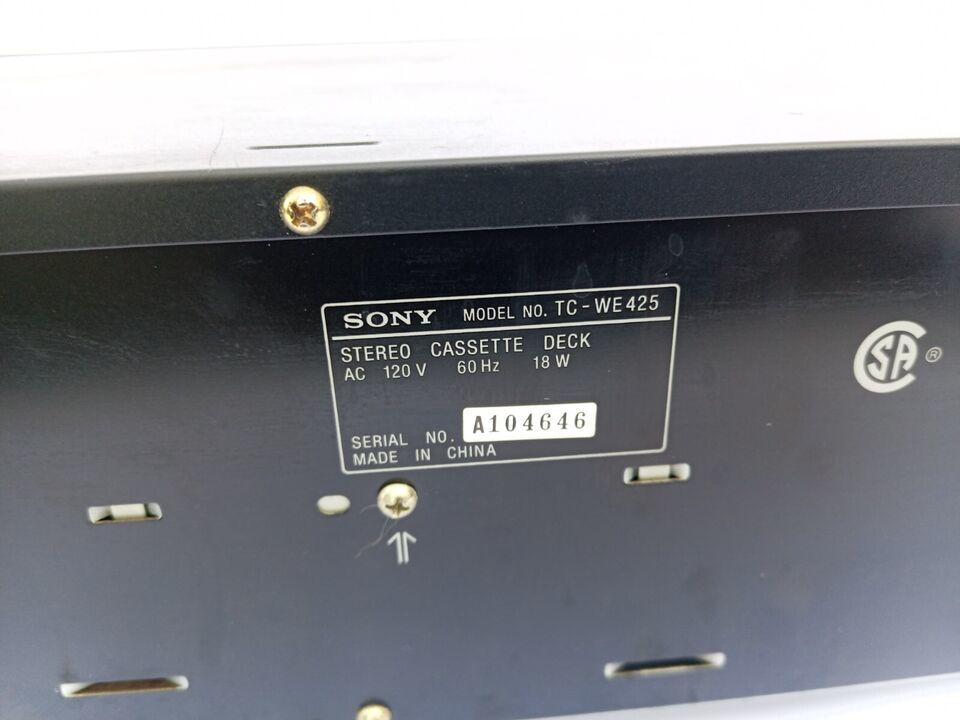 SONY MODEL NO. TC-WE425
STEREO CASSETTE DECK
AC 120 V 60 Hz 18 W
SERIAL NO. A104646
MADE IN CHINA
CSA ®